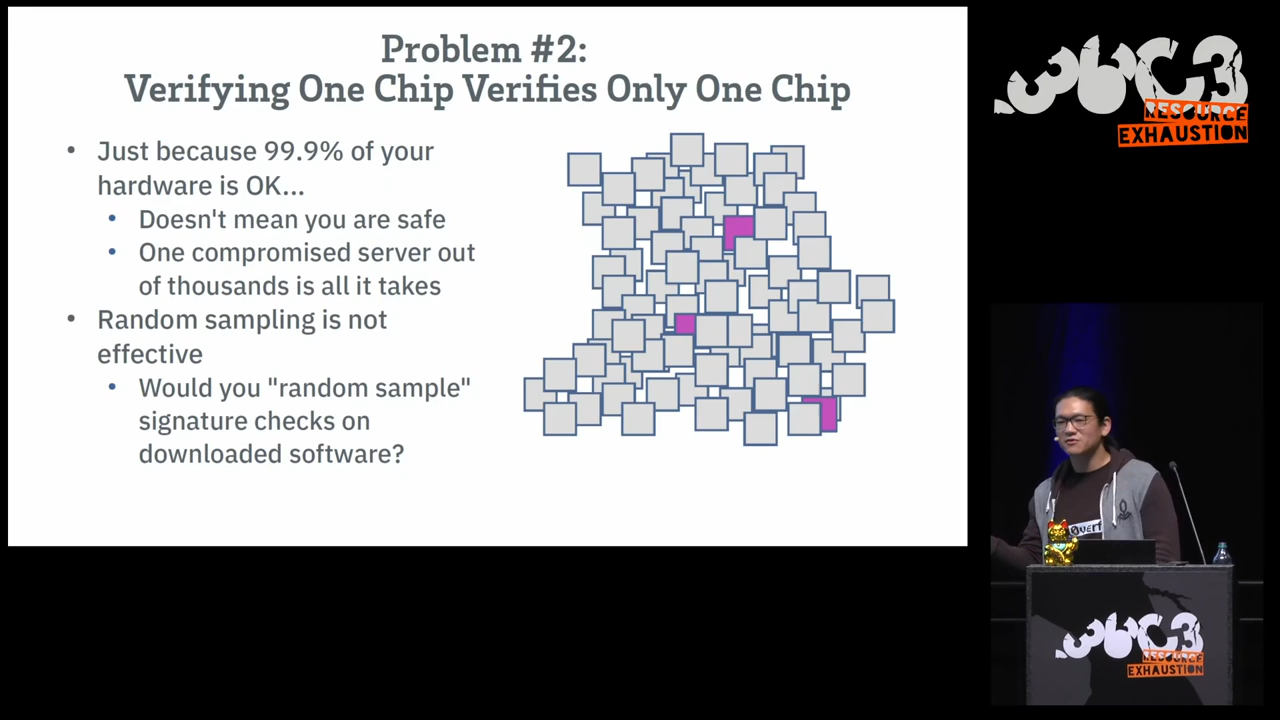 Problem #2:
Verifying One Chip Verifies Only One Chip
• Just because 99.9% of your
hardware is OK...
• Doesn't mean you are safe
• One compromised server out
of thousands is all it takes
• Random sampling is not
effective
• Would you "random sample"
signature checks on
downloaded software?
36C3
RESOURCE
EXHAUSTION
36C3
RESOURCE
EXHAUSTION